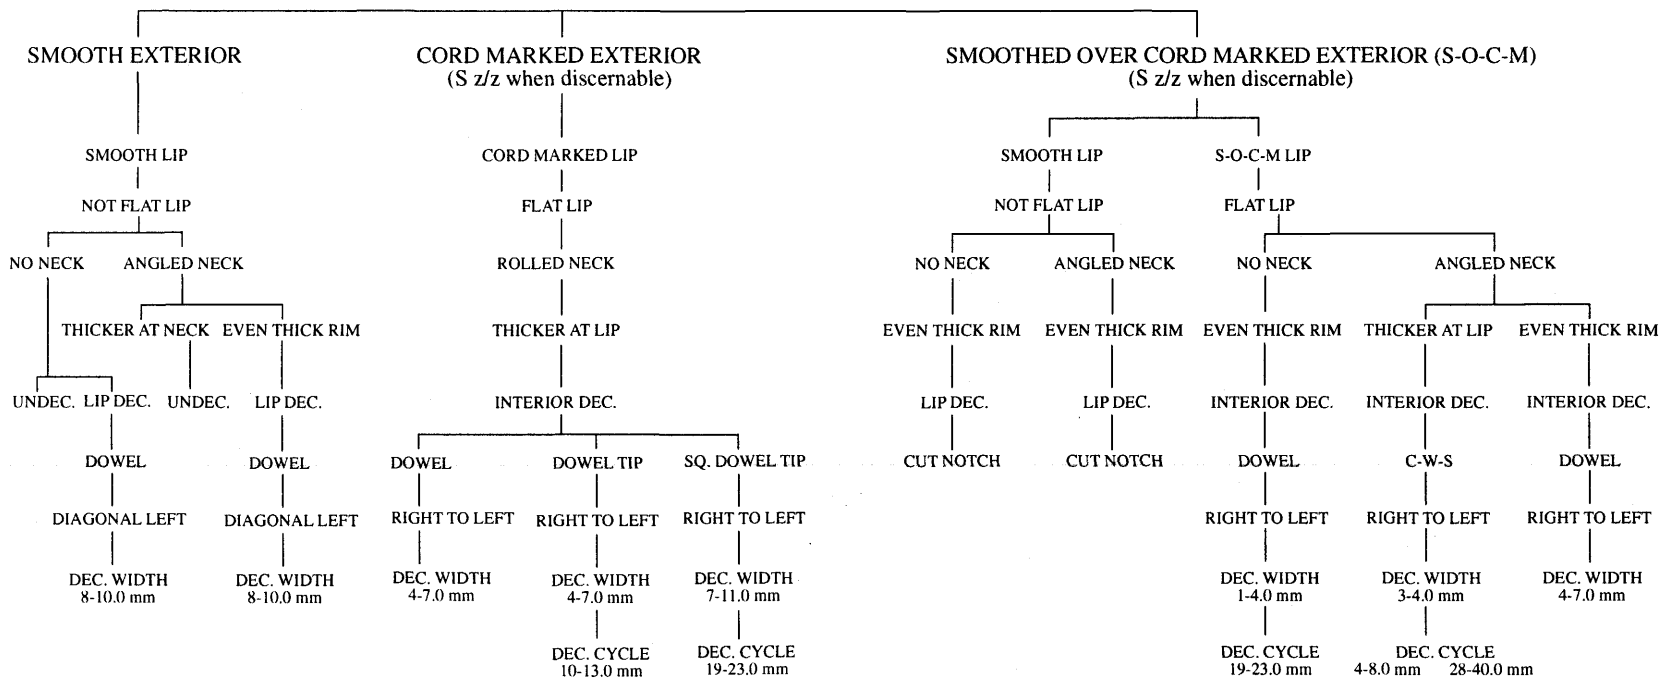 SMOOTH EXTERIOR
CORD MARKED EXTERIOR
SMOOTHED OVER CORD MARKED EXTERIOR (S-O-C-M)
(S z/z when discernable)
(S z/z when discernable)
SMOOTH LIP
CORD MARKED LIP
SMOOTH LIP
S-O-C-M LIP
NOT FLAT LIP
FLAT LIP
NOT FLAT LIP
FLAT LIP
NO NECK
ANGLED NECK
ROLLED NECK
NO NECK
ANGLED NECK
NO NECK
ANGLED NECK
THICKER AT NECK
EVEN THICK RIM
THICKER AT LIP
EVEN THICK RIM
EVEN THICK RIM
EVEN THICK RIM
THICKER AT LIP
EVEN THICK RIM
UNDEC.
LIP DEC.
UNDEC.
LIP DEC.
INTERIOR DEC.
LIP DEC.
LIP DEC.
INTERIOR DEC.
INTERIOR DEC.
INTERIOR DEC.
DOWEL
DOWEL
DOWEL
DOWEL TIP
SQ. DOWEL TIP
CUT NOTCH
CUT NOTCH
DOWEL
C-W-S
DOWEL
DIAGONAL LEFT
DIAGONAL LEFT
RIGHT TO LEFT
RIGHT TO LEFT
RIGHT TO LEFT
RIGHT TO LEFT
RIGHT TO LEFT
RIGHT TO LEFT
DEC. WIDTH
8-10.0 mm
DEC. WIDTH
8-10.0 mm
DEC. WIDTH
4-7.0 mm
DEC. WIDTH
4-7.0 mm
DEC. WIDTH
7-11.0 mm
DEC. WIDTH
1-4.0 mm
DEC. WIDTH
3-4.0 mm
DEC. WIDTH
4-7.0 mm
DEC. CYCLE
10-13.0 mm
DEC. CYCLE
19-23.0 mm
DEC. CYCLE
19-23.0 mm
DEC. CYCLE
4-8.0 mm 28-40.0 mm